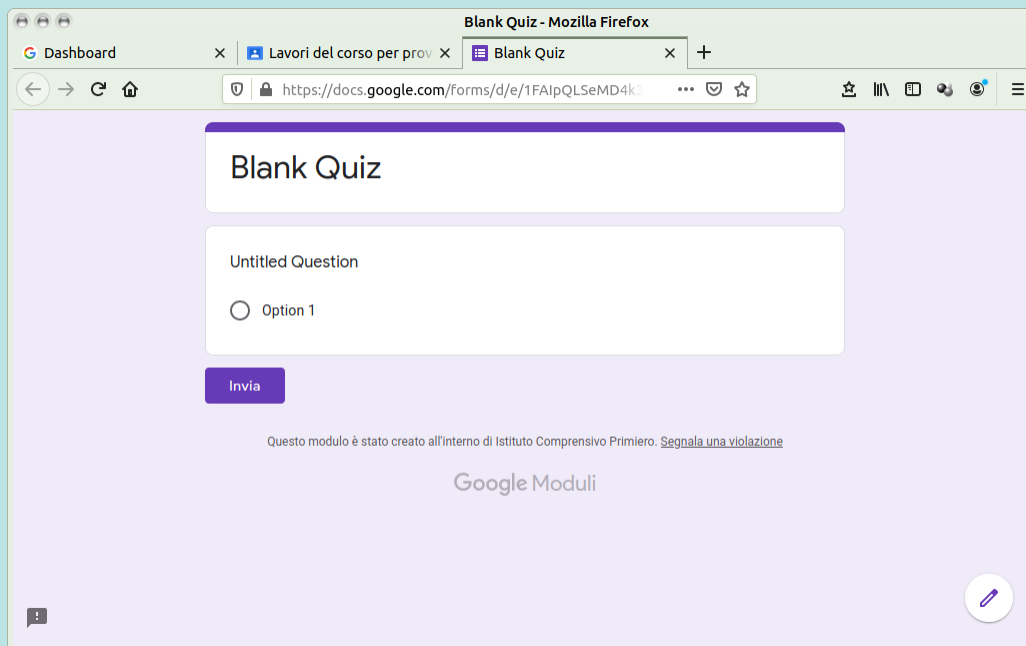 Blank Quiz - Mozilla Firefox
Dashboard
Lavori del corso per prov
Blank Quiz
https://docs.google.com/forms/d/e/1FAIpQLSeMD4k3
Blank Quiz
Untitled Question
Option 1
Invia
Questo modulo è stato creato all'interno di Istituto Comprensivo Primiero. Segnala una violazione
Google Moduli